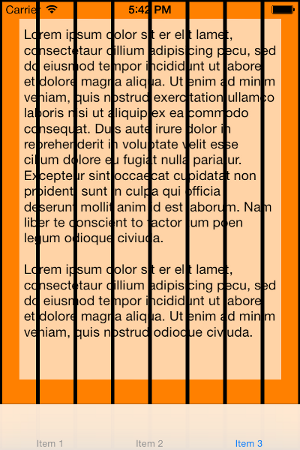 Carrier 5:42 PM
Lorem ipsum dolor sit er elit lamet,
consectetaur cillium adipisicing pecu, sed
do eiusmod tempor incididunt ut labore
et dolore magna aliqua. Ut enim ad minim
veniam, quis nostrud exercitation ullamco
laboris nisi ut aliquip ex ea commodo
consequat. Duis aute irure dolor in
reprehenderit in voluptate velit esse
cillum dolore eu fugiat nulla pariatur.
Excepteur sint occaecat cupidatat non
proident, sunt in culpa qui officia
deserunt mollit anim id est laborum. Nam
liber te conscient to factor tum poen
legum odioque civiuda.
Lorem ipsum dolor sit er elit lamet,
consectetaur cillium adipisicing pecu, sed
do eiusmod tempor incididunt ut labore
et dolore magna aliqua. Ut enim ad minim
veniam, quis nostrud odioque civiuda.
Item 1 Item 2 Item 3